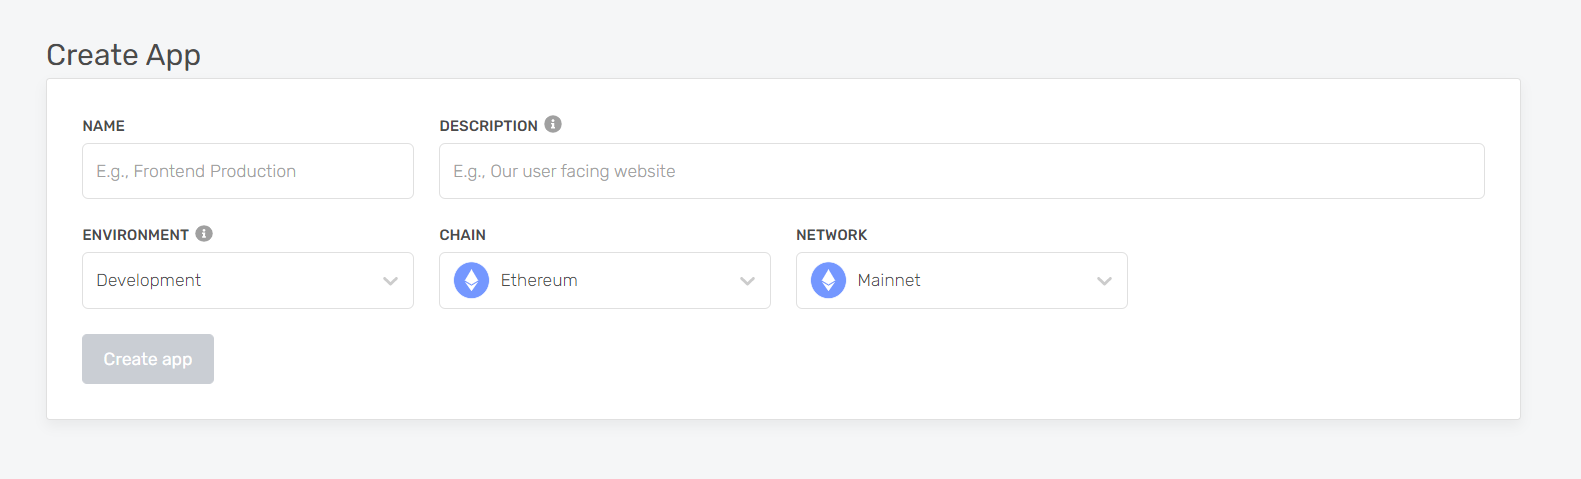 Create App
NAME
DESCRIPTION
E.g., Frontend Production
E.g., Our user facing website
ENVIRONMENT
CHAIN
NETWORK
Development
Ethereum
Mainnet
Create app